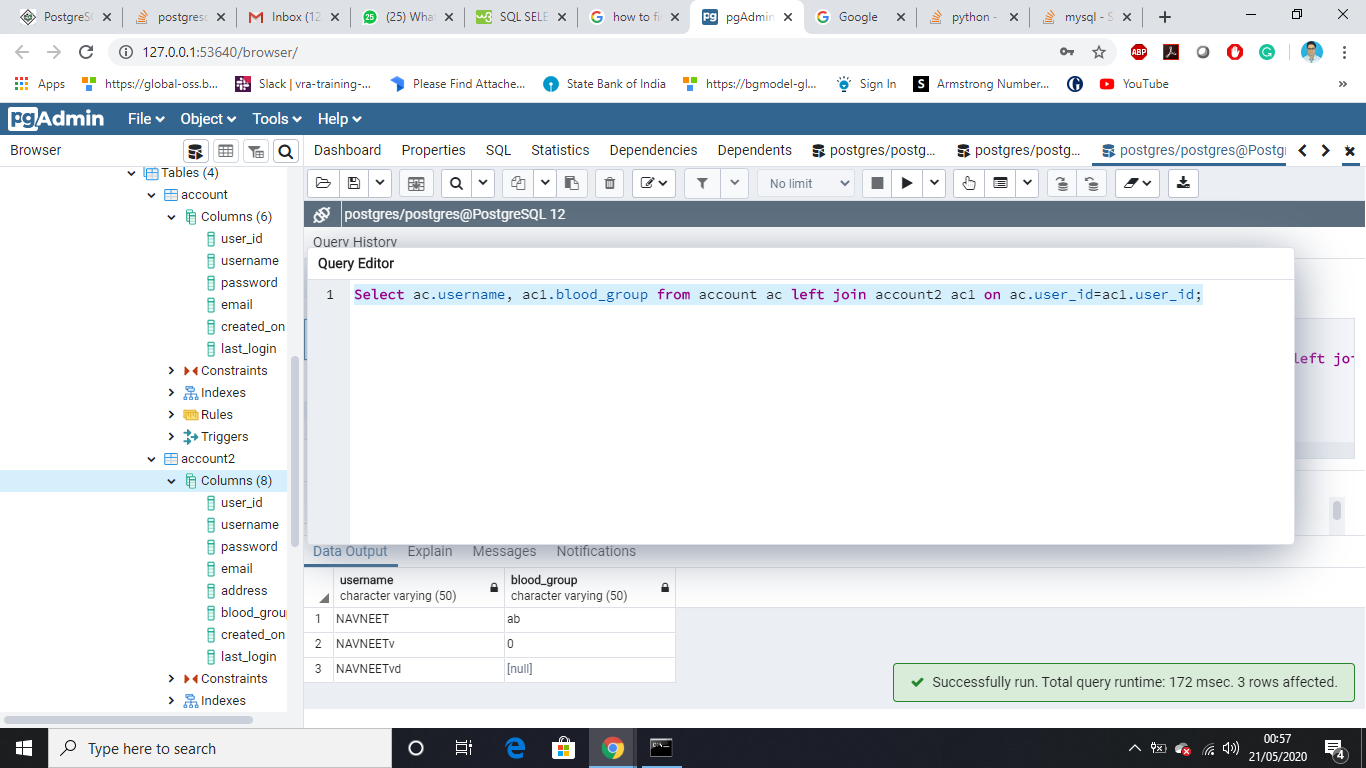 PostgreSQ
postgresc
Inbox (12
(25) What
SQL SELE
how to fi
pgAdmin
Google
python -
mysql - S
127.0.0.1:53640/browser/
ABP
Apps
https://global-oss.b...
Slack | vra-training-...
Please Find Attache...
State Bank of India
https://bgmodel-gl...
Sign In
S
Armstrong Number...
YouTube
»
pgAdmin
File
Object
Tools
Help
Browser
Dashboard
Properties
SQL
Statistics
Dependencies
Dependents
postgres/postg...
postgres/postg...
postgres/postgres@Postg
Tables (4)
account
Columns (6)
user_id
username
password
email
created_on
last_login
Constraints
Indexes
Rules
Triggers
account2
Columns (8)
user_id
username
password
email
address
blood_grou
created_on
last_login
Constraints
Indexes
No limit
postgres/postgres@PostgreSQL 12
Query History
Query Editor
1 Select ac.username, ac1.blood_group from account ac left join account2 ac1 on ac.user_id=ac1.user_id;
left joi
Data Output
Explain
Messages
Notifications
username
character varying (50)
blood_group
character varying (50)
1 NAVNEET ab
2 NAVNEETv 0
3 NAVNEETvd [null]
Successfully run. Total query runtime: 172 msec. 3 rows affected.
Type here to search
00:57
21/05/2020
4